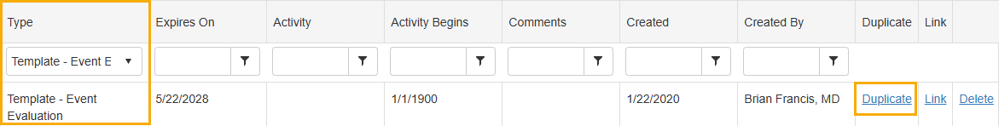 Type Expires On Activity Activity Begins Comments Created Created By Duplicate Link
Template - Event E
Template - Event 5/22/2028 1/1/1900 1/22/2020 Brian Francis, MD Duplicate Link Delete
Evaluation